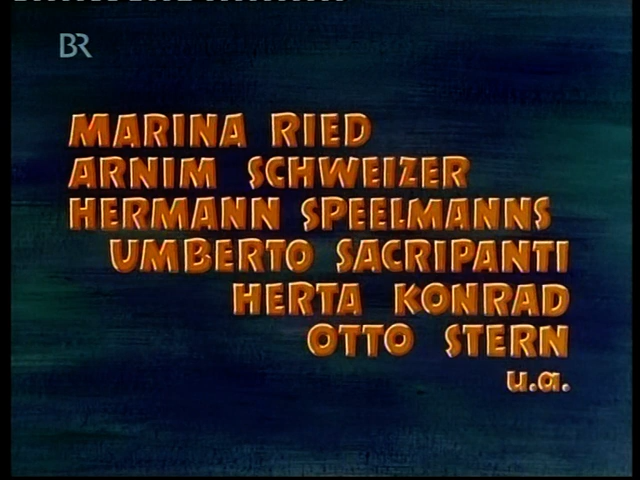 BR
MARINA RIED
ARNIM SCHWEIZER
HERMANN SPEELMANNS
UMBERTO SACRIPANTI
HERTA KONRAD
OTTO STERN
u.a.